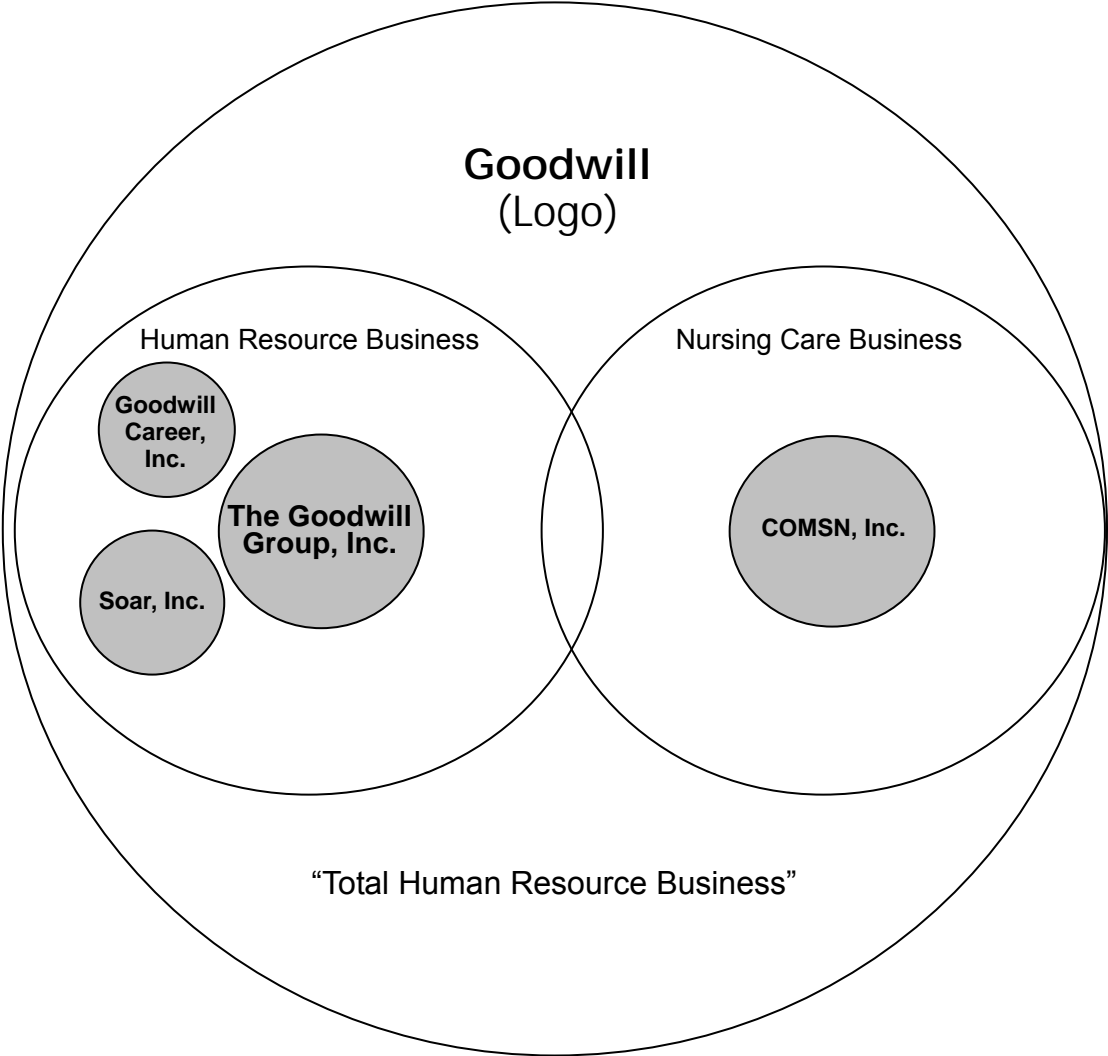 Goodwill
(Logo)
Human Resource Business
Nursing Care Business
Goodwill
Career,
Inc.
The Goodwill
Group, Inc.
Soar, Inc.
COMSN, Inc.
“Total Human Resource Business”